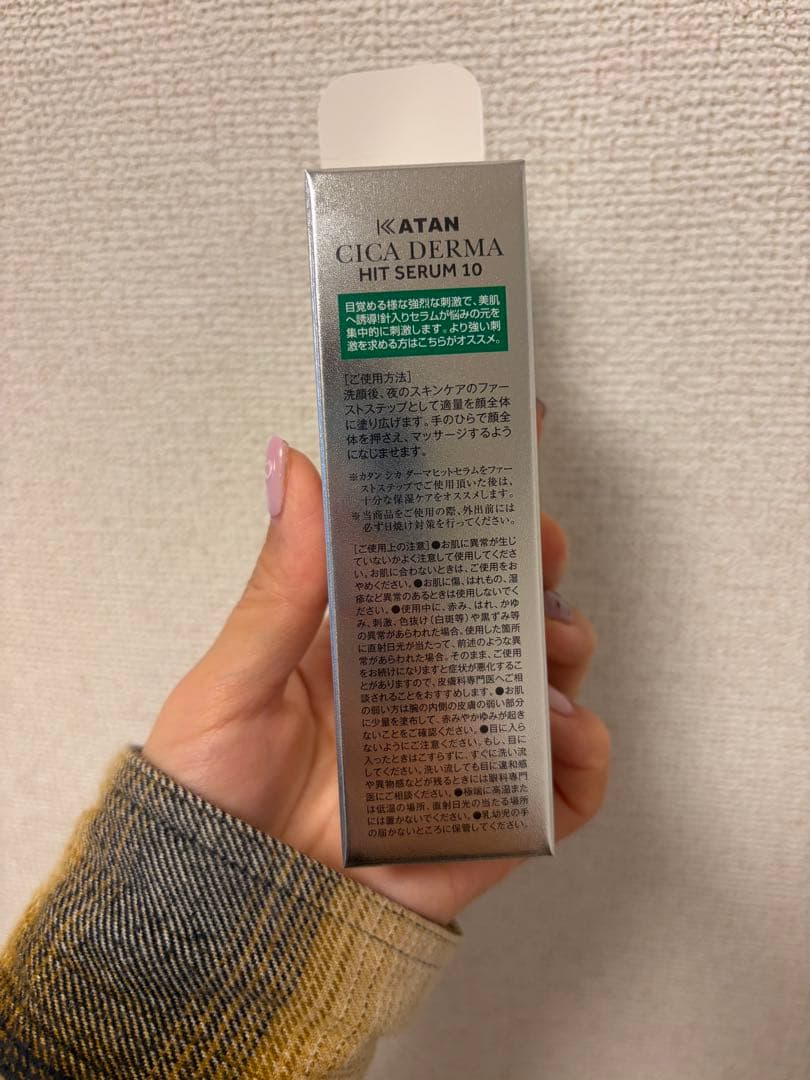 KATAN
CICA DERMA
HIT SERUM 10
目覚める様な強烈な刺激で、美肌
へ誘導!針入りセラムが悩みの元を
集中的に刺激します。より強い刺
激を求める方はこちらがオススメ。
[ご使用方法]
洗顔後、夜のスキンケアのファー
ストステップとして適量を顔全体
に塗り広げます。手のひらで顔全
体を押さえ、マッサージするよう
になじませます。
※カタン シカ ダーマヒットセラムをファー
ストステップでご使用頂いた後は、
十分な保湿ケアをオススメします。
※当商品をご使用の際、外出前には
必ず日焼け対策を行ってください。
[ご使用上の注意]●お肌に異常が生じ
ていないかよく注意して使用してくださ
い。お肌に合わないときは、ご使用をお
やめください。●お肌に傷、はれもの、湿
疹など異常のあるときは使用しないでく
ださい。●使用中に、赤み、はれ、かゆ
み、刺激、色抜け(白斑等)や黒ずみ等
の異常があらわれた場合、使用した箇所
に直射日光が当たって、前述のような異
常があらわれた場合。そのまま、ご使用
をお続けになりますと症状が悪化するこ
とがありますので、皮膚科専門医へご相
談されることをおすすめします。●お肌
の弱い方は腕の内側の皮膚の弱い部分
に少量を塗布して、赤みやかゆみが起き
ないことをご確認ください。●目に入ら
ないようにご注意ください。もし、目に
入ったときはこすらずに、すぐに洗い流
してください。洗い流しても目に違和感
や異物感などが残るときには眼科専門
医にご相談ください。●極端に高温また
は低温の場所、直射日光の当たる場所
には置かないでください。●乳幼児の手
の届かないところに保管してください。